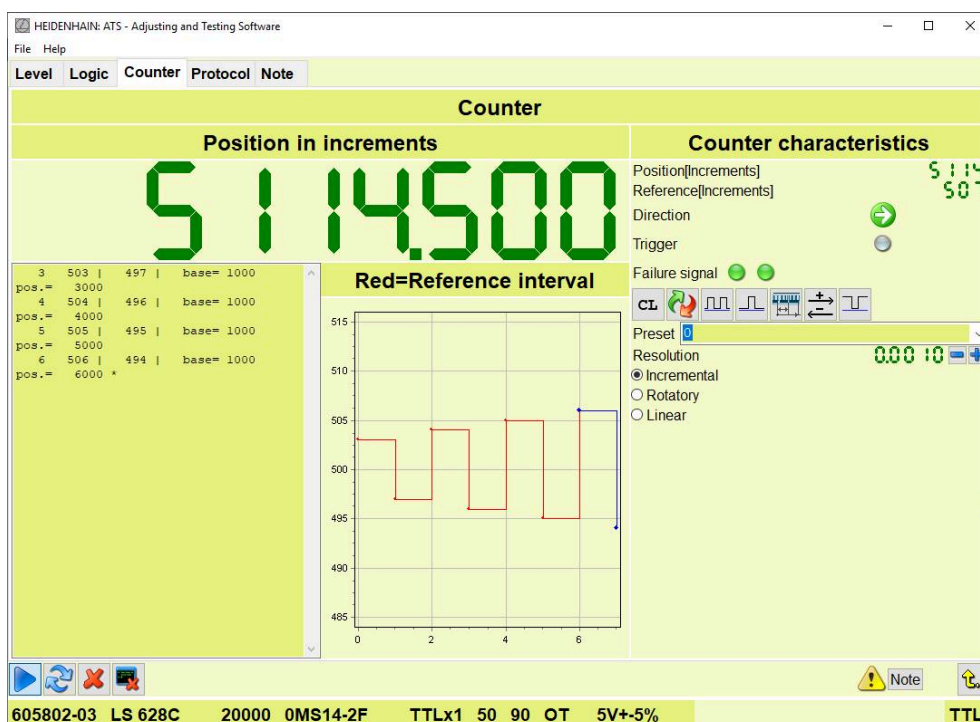 HEIDENHAIN: ATS - Adjusting and Testing Software
File Help
Level Logic Counter Protocol Note
Counter
Position in increments
Counter characteristics
5114.500
Position[Increments] 5114
Reference[Increments]
Direction
Trigger
Failure signal
CL
Preset 0
Resolution 0.0010
Incremental
Rotatory
Linear
3 503 | 497 | base= 1000
pos.= 3000
4 504 | 496 | base= 1000
pos.= 4000
5 505 | 495 | base= 1000
pos.= 5000
6 506 | 494 | base= 1000
pos.= 6000 *
Red=Reference interval
515
510
505
500
495
490
485
0 2 4 6
Note
605802-03 LS 628C 20000 0MS14-2F TTLx1 50 90 OT 5V+-5% TTL